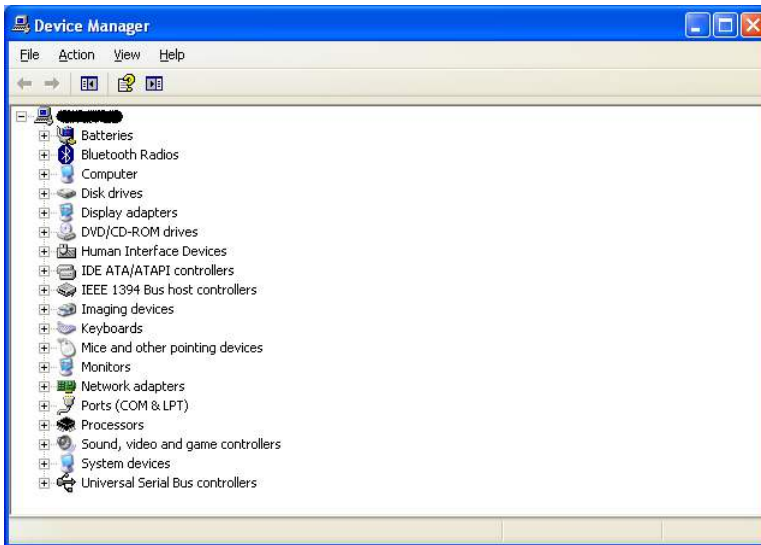 Device Manager
File Action View Help
Batteries
Bluetooth Radios
Computer
Disk drives
Display adapters
DVD/CD-ROM drives
Human Interface Devices
IDE ATA/ATAPI controllers
IEEE 1394 Bus host controllers
Imaging devices
Keyboards
Mice and other pointing devices
Monitors
Network adapters
Ports (COM & LPT)
Processors
Sound, video and game controllers
System devices
Universal Serial Bus controllers